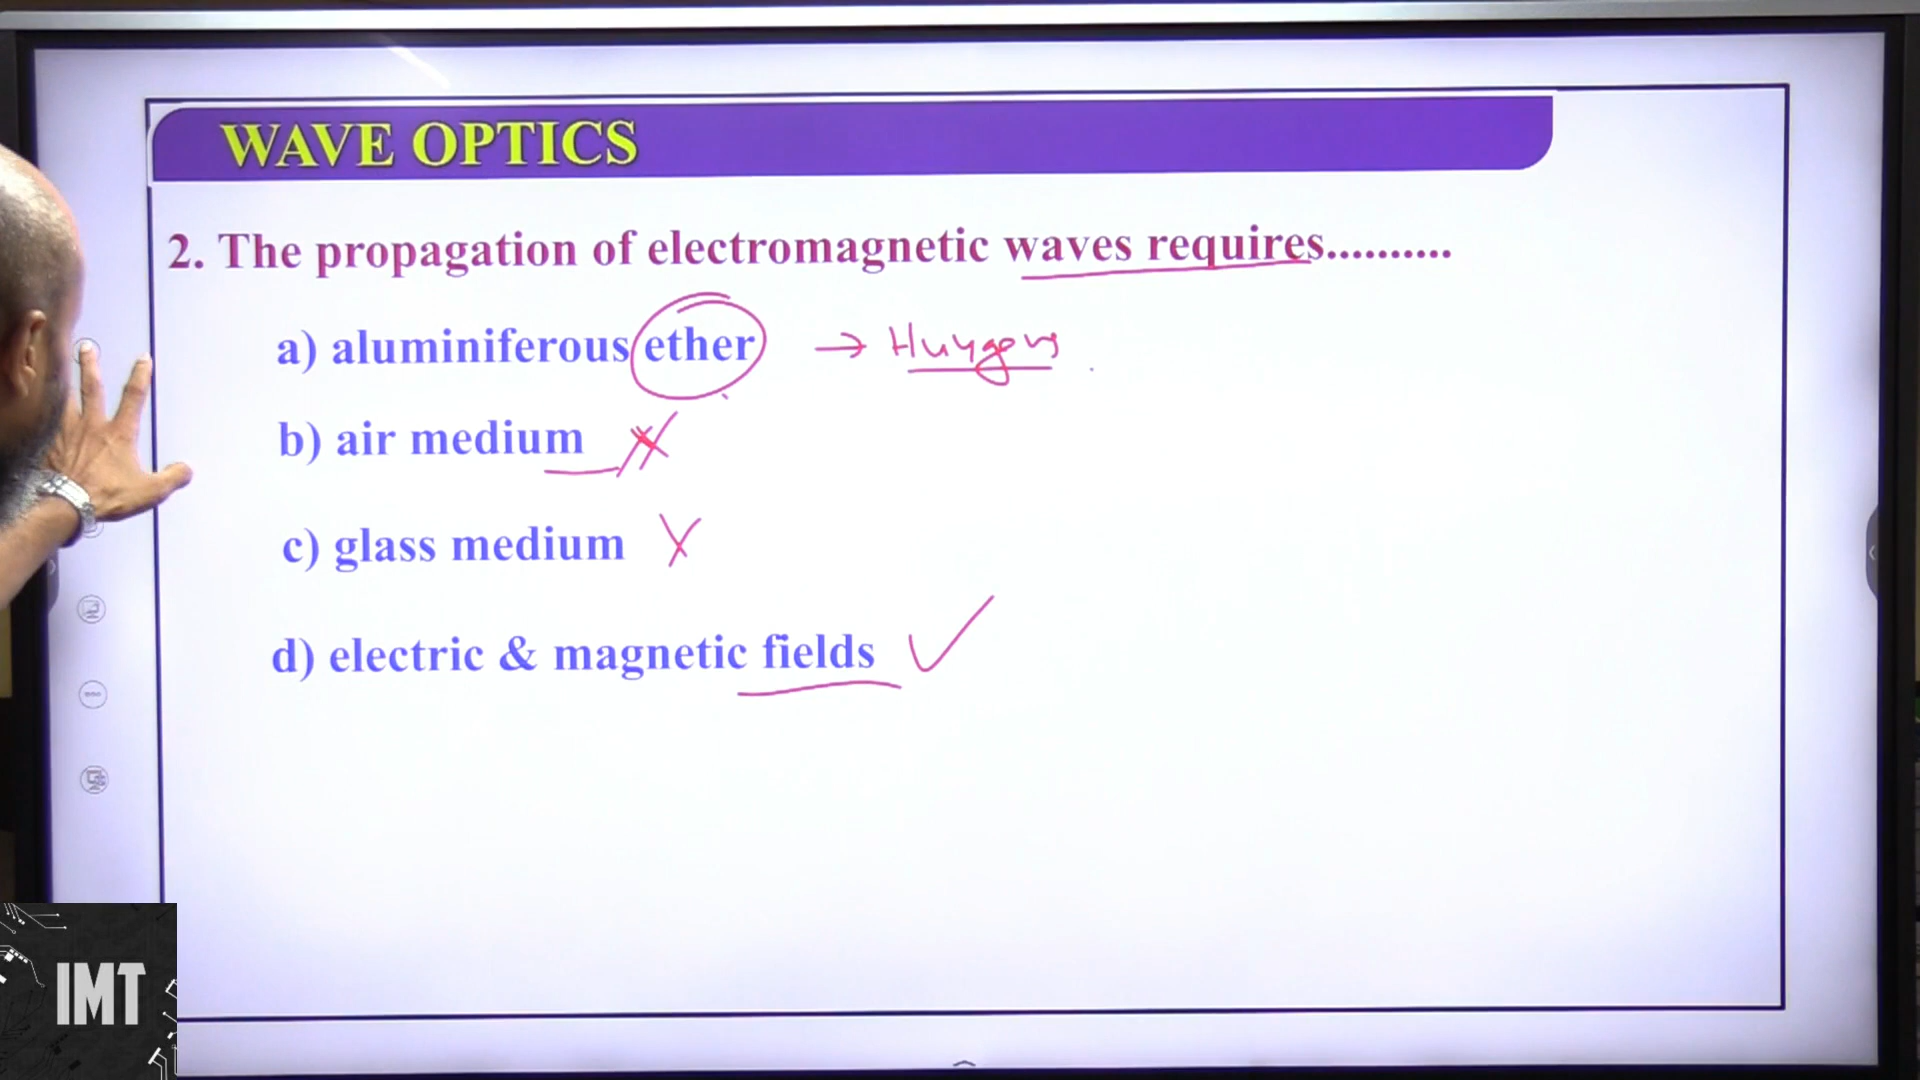 WAVE OPTICS
2. The propagation of electromagnetic waves requires..........
a) aluminiferous ether → Huygens
b) air medium
c) glass medium
d) electric & magnetic fields
IMT